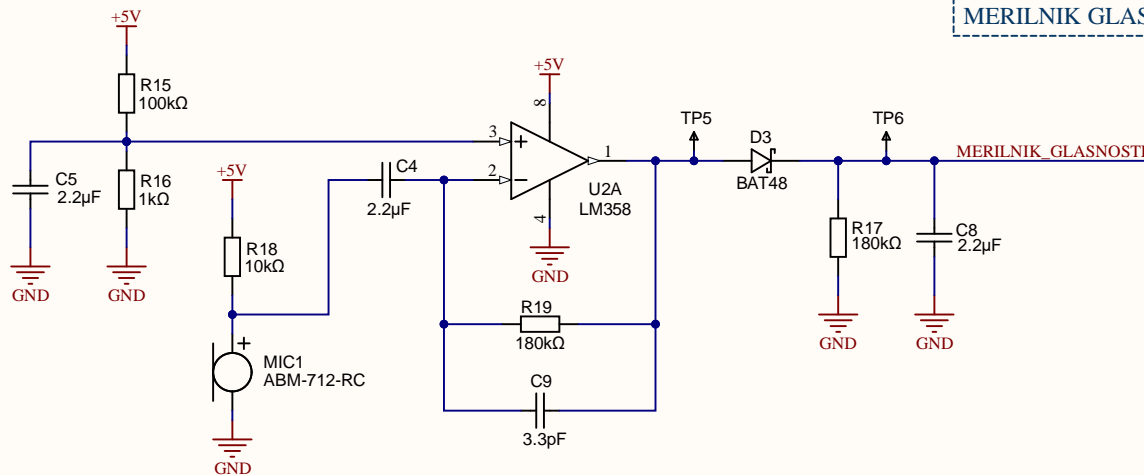 MERILNIK GLAS
+5V
R15
100kΩ
+5V
8
3
2
1
4
U2A
LM358
GND
TP5
D3
BAT48
TP6
MERILNIK_GLASNOSTI
C5
2.2µF
R16
1kΩ
+5V
C4
2.2µF
R17
180kΩ
C8
2.2µF
GND
GND
R18
10kΩ
GND
GND
R19
180kΩ
MIC1
ABM-712-RC
C9
3.3pF
GND